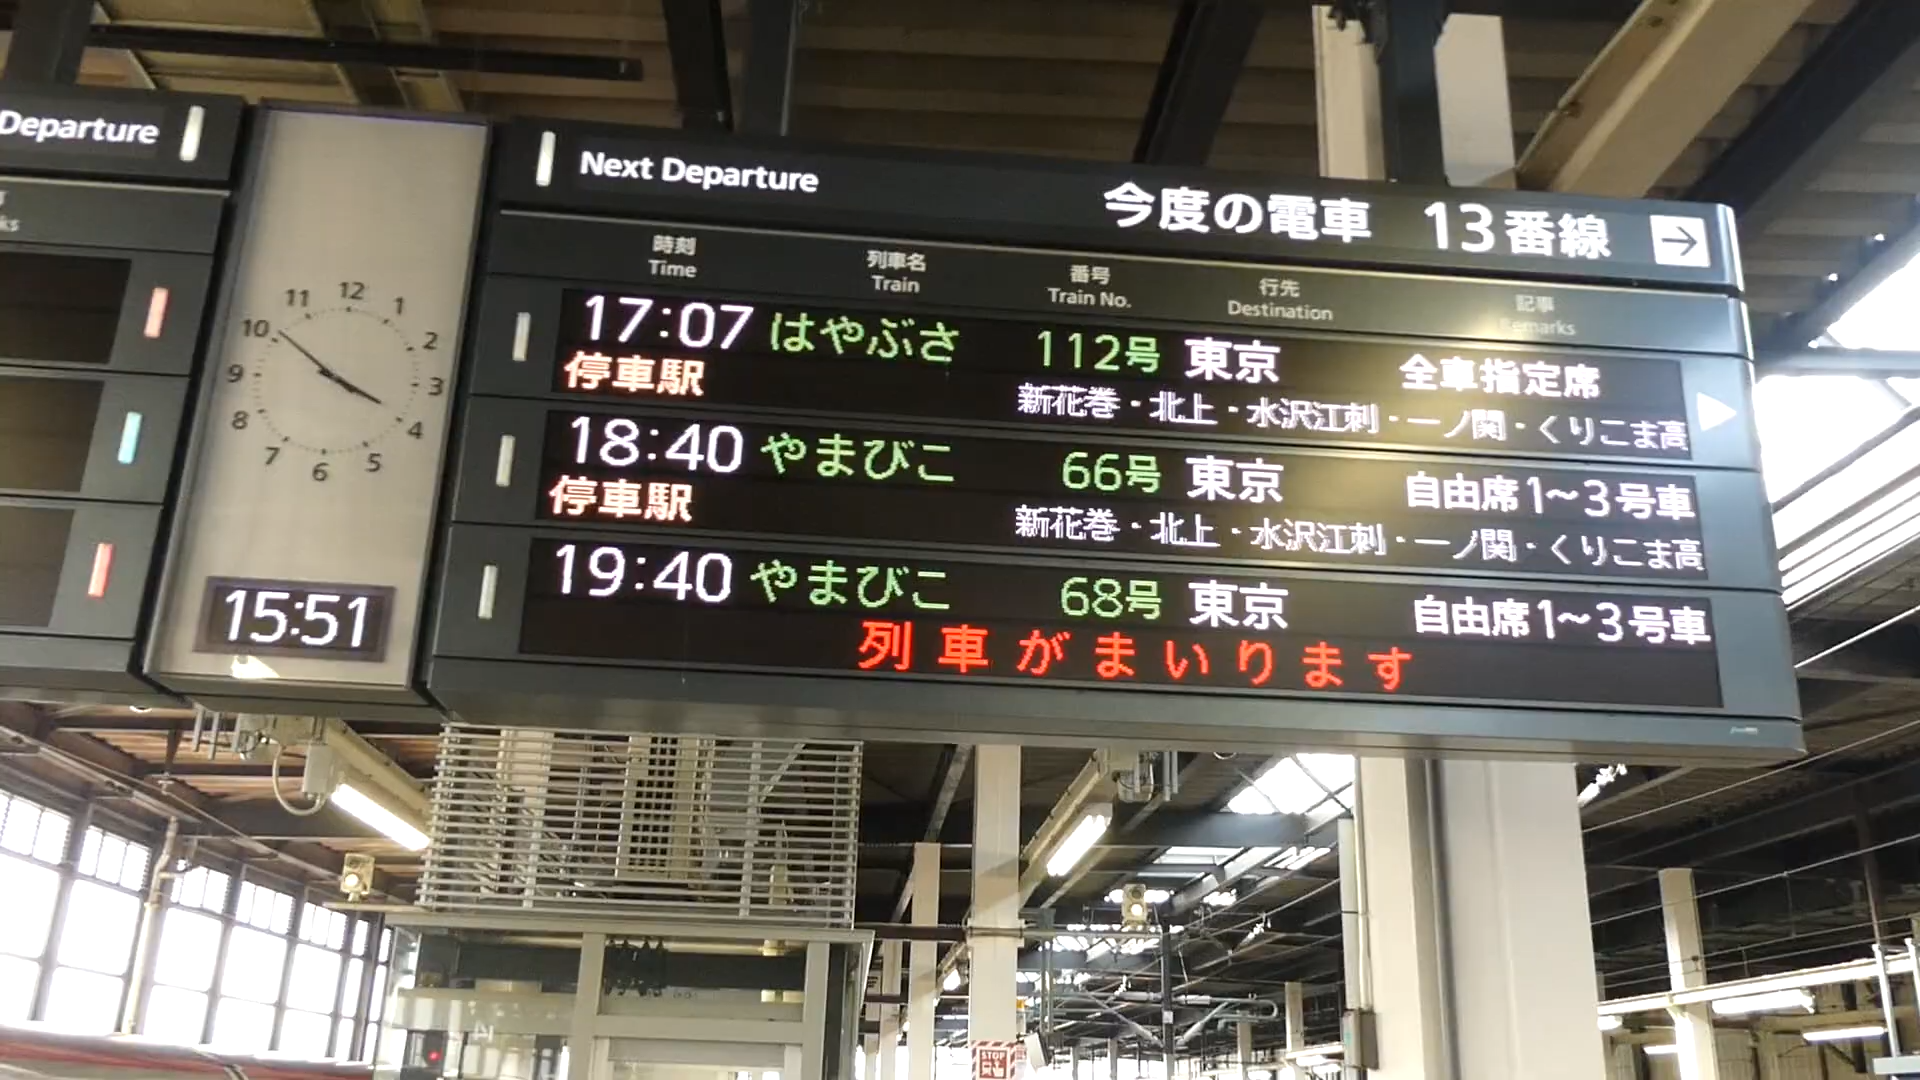 Departure
ks
12
1
2
3
4
5
6
7
8
9
10
11
15:51
Next Departure
今度の電車 13番線
時刻 列車名 番号 行先 記事
Time Train Train No. Destination Remarks
17:07 はやぶさ 112号 東京 全車指定席
停車駅 新花巻・北上・水沢江刺・一ノ関・くりこま高
18:40 やまびこ 66号 東京 自由席1~3号車
停車駅 新花巻・北上・水沢江刺・一ノ関・くりこま高
19:40 やまびこ 68号 東京 自由席1~3号車
列車がまいります
STOP